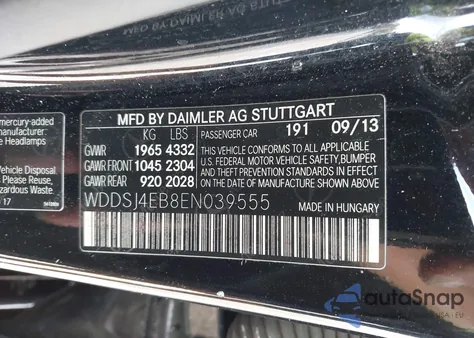 mercury-added
Headlamps
MFD BY DAIMLER AG STUTTGART
KG LBS PASSENGER CAR 191 09/13
GVWR 1965 4332
GAWR FRONT 1045 2304
GAWR REAR 920 2028
THIS VEHICLE CONFORMS TO ALL APPLICABLE
U.S. FEDERAL MOTOR VEHICLE SAFETY, BUMPER
AND THEFT PREVENTION STANDARDS IN EFFECT
ON THE DATE OF MANUFACTURE SHOWN ABOVE.
WDDSJ4EB8EN039555 MADE IN HUNGARY
Vehicle Disposal
Please Reuse,
Hazardous Waste
17
autoSnap